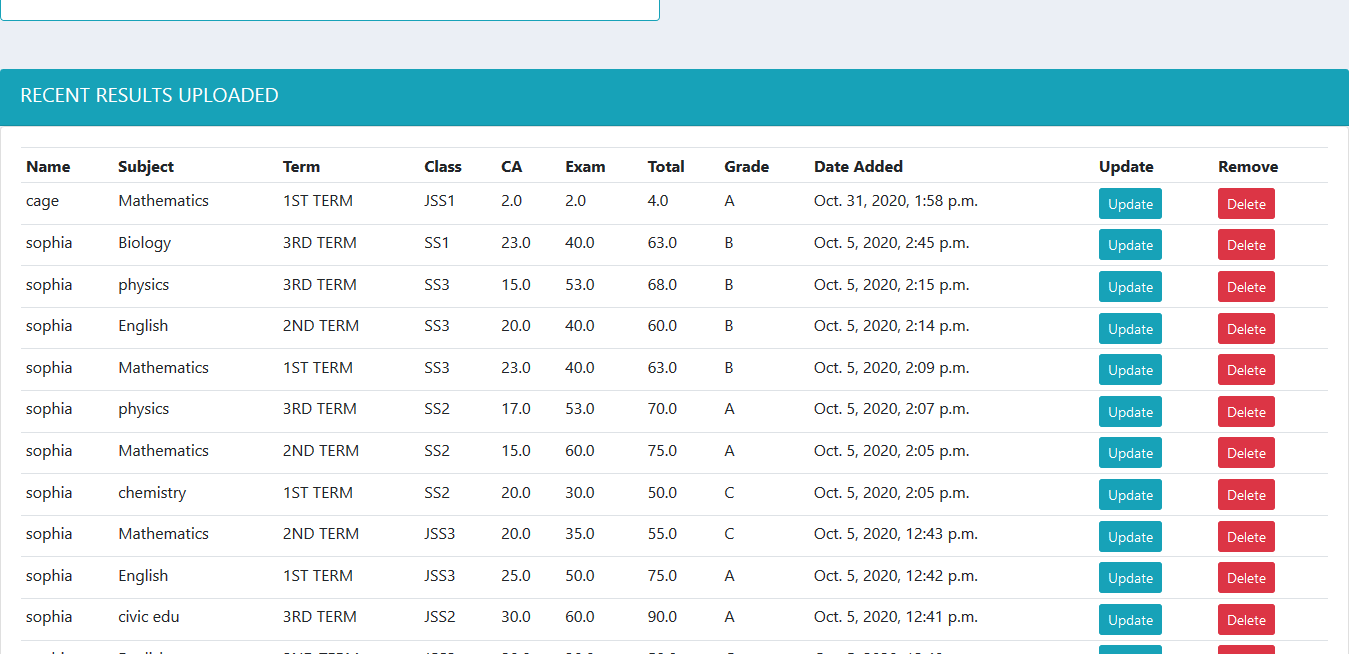 RECENT RESULTS UPLOADED
Name Subject Term Class CA Exam Total Grade Date Added Update Remove
cage Mathematics 1ST TERM JSS1 2.0 2.0 4.0 A Oct. 31, 2020, 1:58 p.m. Update Delete
sophia Biology 3RD TERM SS1 23.0 40.0 63.0 B Oct. 5, 2020, 2:45 p.m. Update Delete
sophia physics 3RD TERM SS3 15.0 53.0 68.0 B Oct. 5, 2020, 2:15 p.m. Update Delete
sophia English 2ND TERM SS3 20.0 40.0 60.0 B Oct. 5, 2020, 2:14 p.m. Update Delete
sophia Mathematics 1ST TERM SS3 23.0 40.0 63.0 B Oct. 5, 2020, 2:09 p.m. Update Delete
sophia physics 3RD TERM SS2 17.0 53.0 70.0 A Oct. 5, 2020, 2:07 p.m. Update Delete
sophia Mathematics 2ND TERM SS2 15.0 60.0 75.0 A Oct. 5, 2020, 2:05 p.m. Update Delete
sophia chemistry 1ST TERM SS2 20.0 30.0 50.0 C Oct. 5, 2020, 2:05 p.m. Update Delete
sophia Mathematics 2ND TERM JSS3 20.0 35.0 55.0 C Oct. 5, 2020, 12:43 p.m. Update Delete
sophia English 1ST TERM JSS3 25.0 50.0 75.0 A Oct. 5, 2020, 12:42 p.m. Update Delete
sophia civic edu 3RD TERM JSS2 30.0 60.0 90.0 A Oct. 5, 2020, 12:41 p.m. Update Delete